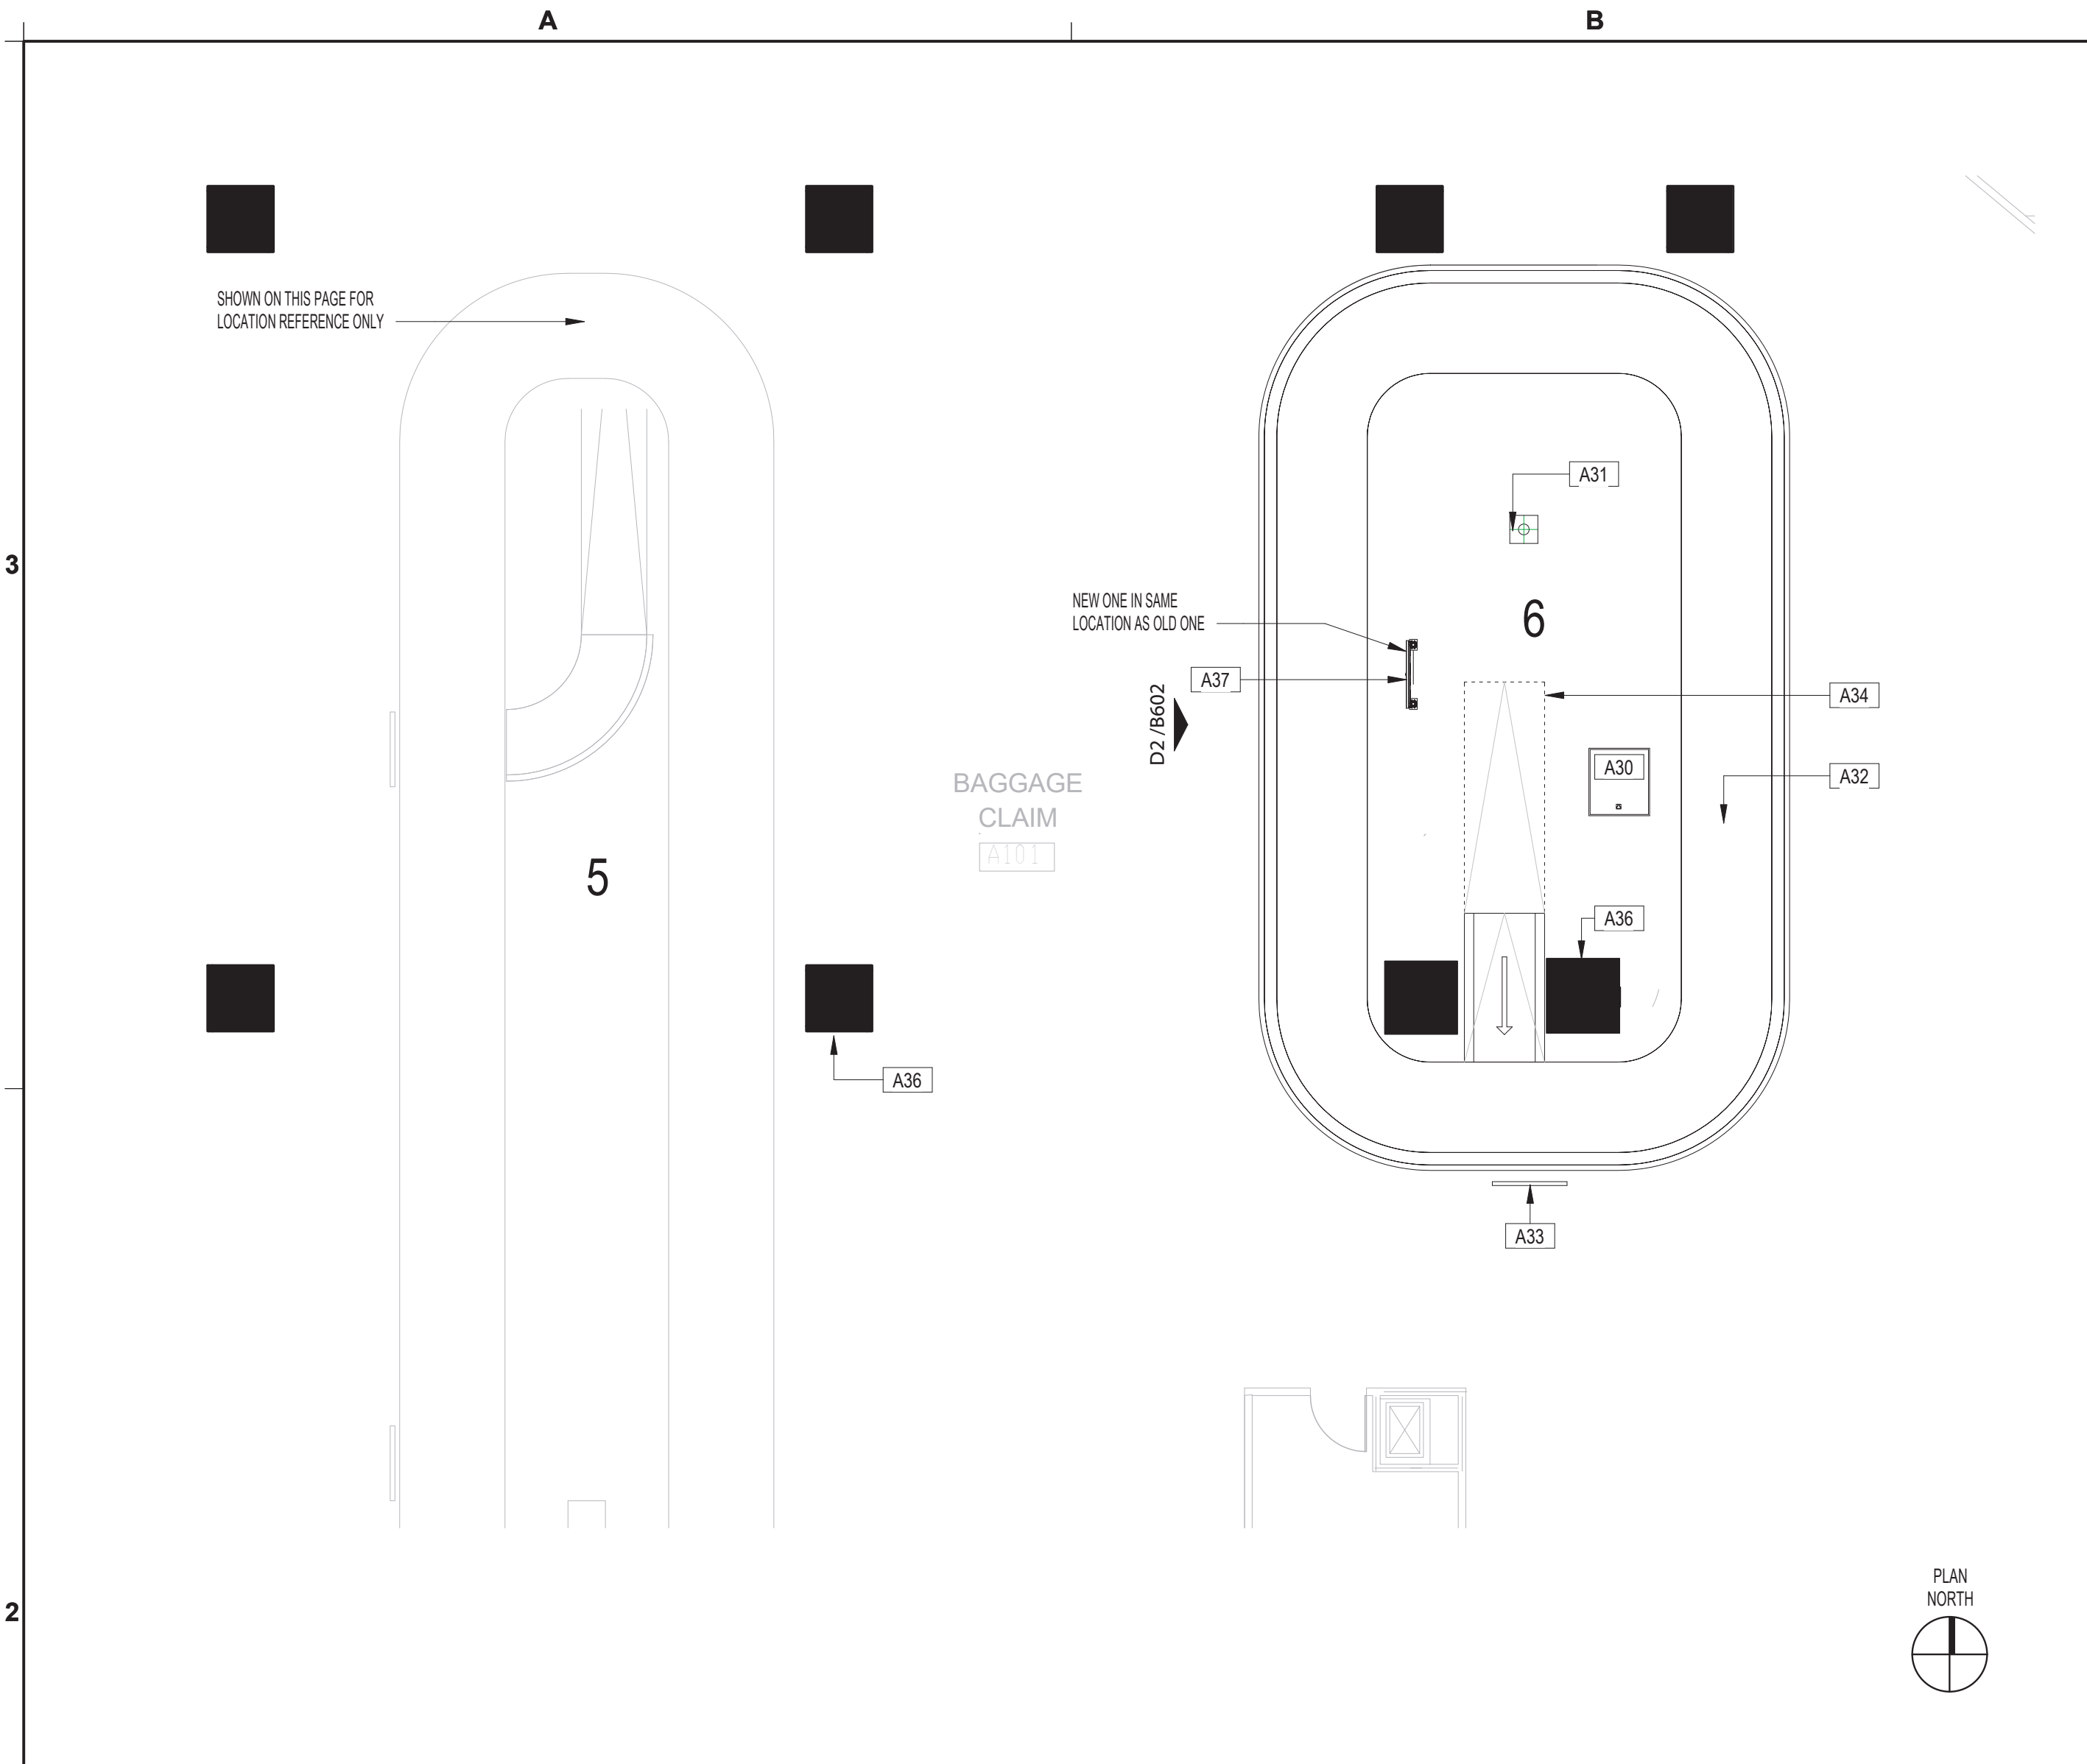 A
B
SHOWN ON THIS PAGE FOR
LOCATION REFERENCE ONLY
A31
3
NEW ONE IN SAME
LOCATION AS OLD ONE
6
A37
A34
D2 /B602
BAGGAGE
CLAIM
A101
A30
A32
5
A36
A36
A33
2
PLAN
NORTH